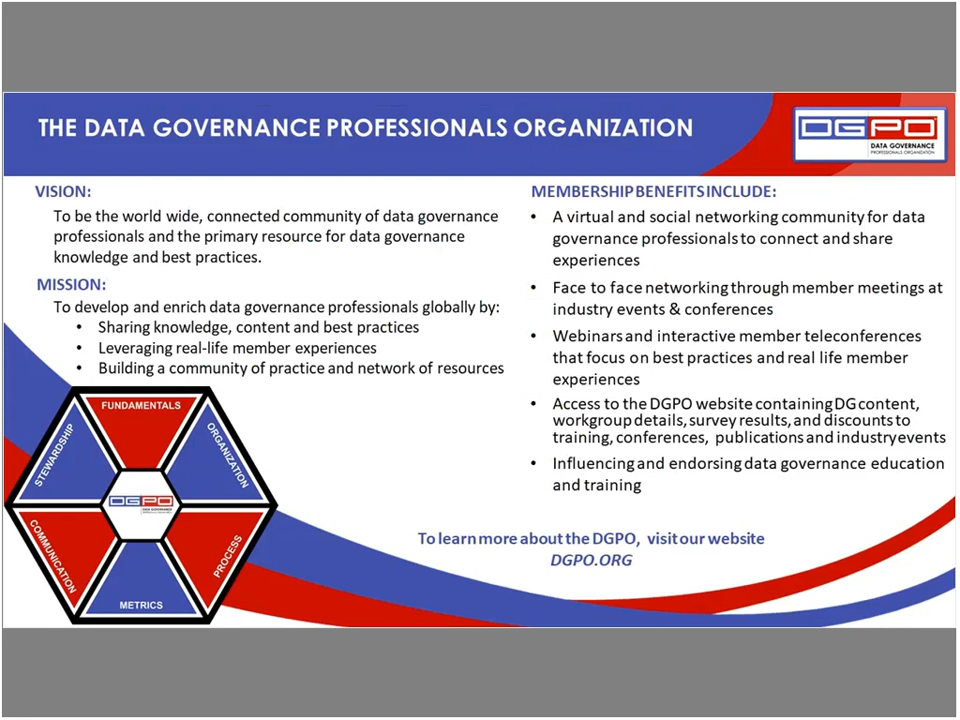 THE DATA GOVERNANCE PROFESSIONALS ORGANIZATION
DGPO
DATA GOVERNANCE
PROFESSIONALS ORGANIZATION
VISION:
To be the world wide, connected community of data governance
professionals and the primary resource for data governance
knowledge and best practices.
MISSION:
To develop and enrich data governance professionals globally by:
• Sharing knowledge, content and best practices
• Leveraging real-life member experiences
• Building a community of practice and network of resources
MEMBERSHIP BENEFITS INCLUDE:
• A virtual and social networking community for data
governance professionals to connect and share
experiences
• Face to face networking through member meetings at
industry events & conferences
• Webinars and interactive member teleconferences
that focus on best practices and real life member
experiences
• Access to the DGPO website containing DG content,
workgroup details, survey results, and discounts to
training, conferences, publications and industry events
• Influencing and endorsing data governance education
and training
FUNDAMENTALS
STEWARDSHIP
ORGANIZATION
DGPO
DATA GOVERNANCE
PROFESSIONALS ORGANIZATION
COMMUNICATION
PROCESS
METRICS
To learn more about the DGPO, visit our website
DGPO.ORG